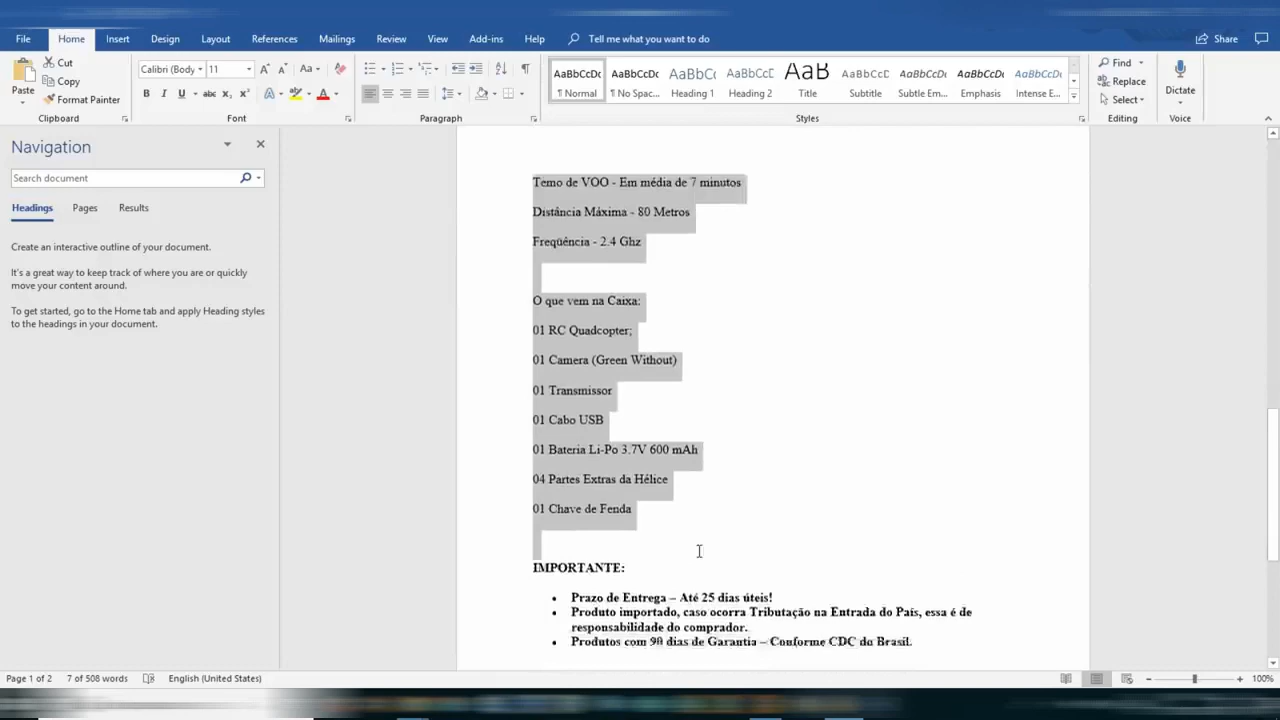 File Home Insert Design Layout References Mailings Review View Add-ins Help Tell me what you want to do Share
Paste Cut Copy Format Painter
Calibri (Body 11
AaBbCcDc AaBbCcDc AaBbC AaBbCcD AaB AaBbCcD AaBbCcDc AaBbCcDc AaBbCcDc
¶ Normal ¶ No Spac... Heading 1 Heading 2 Title Subtitle Subtle Em... Emphasis Intense E...
Find Replace Select Dictate
Clipboard Font Paragraph Styles Editing Voice
Navigation
Search document
Headings Pages Results
Create an interactive outline of your document.
It's a great way to keep track of where you are or quickly
move your content around.
To get started, go to the Home tab and apply Heading styles
to the headings in your document.
Temo de VOO - Em média de 7 minutos
Distância Máxima - 80 Metros
Freqüência - 2.4 Ghz
O que vem na Caixa:
01 RC Quadcopter;
01 Camera (Green Without)
01 Transmissor
01 Cabo USB
01 Bateria Li-Po 3.7V 600 mAh
04 Partes Extras da Hélice
01 Chave de Fenda
IMPORTANTE:
• Prazo de Entrega – Até 25 dias úteis!
• Produto importado, caso ocorra Tributação na Entrada do País, essa é de
responsabilidade do comprador.
• Produtos com 90 dias de Garantia – Conforme CDC do Brasil.
Page 1 of 2 7 of 508 words English (United States) 100%